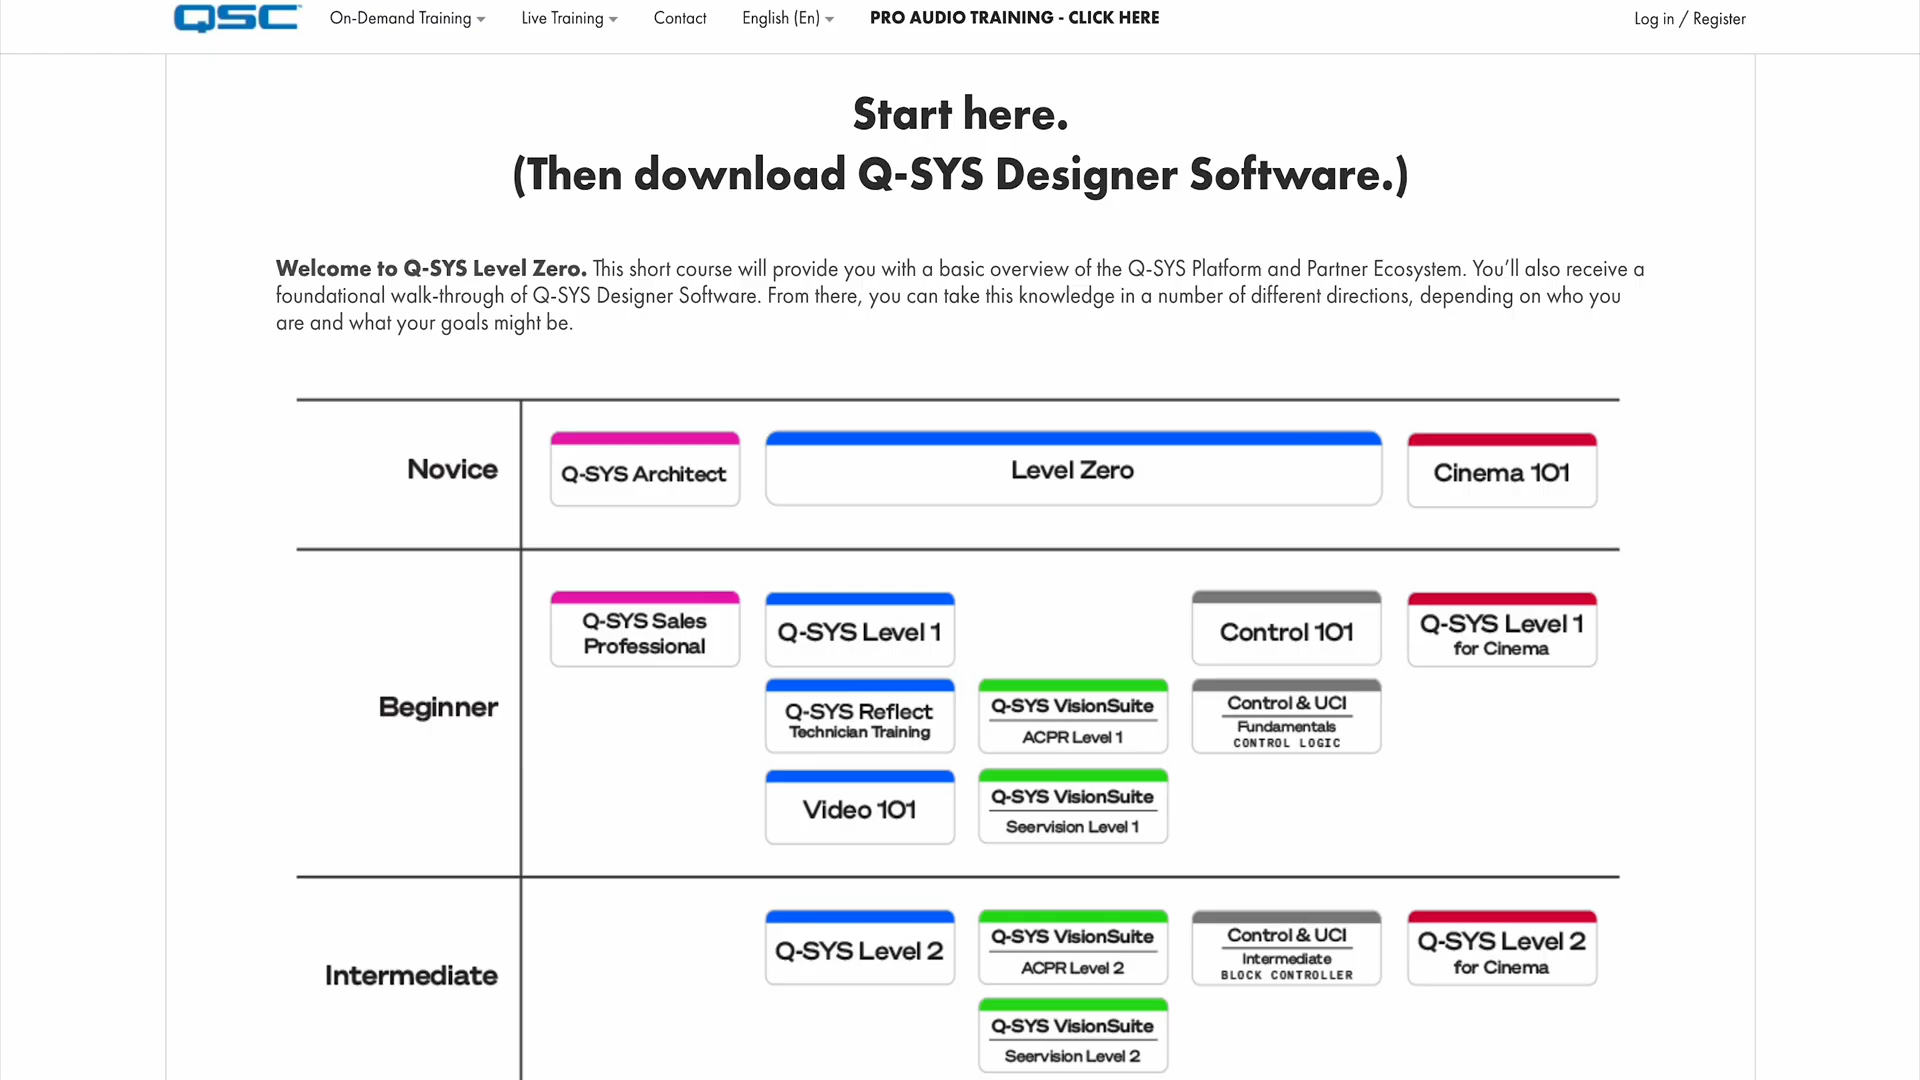 QSC
On-Demand Training
Live Training
Contact
English (En)
PRO AUDIO TRAINING - CLICK HERE
Log in / Register
Start here.
(Then download Q-SYS Designer Software.)
Welcome to Q-SYS Level Zero. This short course will provide you with a basic overview of the Q-SYS Platform and Partner Ecosystem. You'll also receive a
foundational walk-through of Q-SYS Designer Software. From there, you can take this knowledge in a number of different directions, depending on who you
are and what your goals might be.
Novice
Q-SYS Architect
Level Zero
Cinema 101
Beginner
Q-SYS Sales
Professional
Q-SYS Level 1
Control 101
Q-SYS Level 1
for Cinema
Q-SYS Reflect
Technician Training
Q-SYS VisionSuite
ACPR Level 1
Control & UCI
Fundamentals
CONTROL LOGIC
Video 101
Q-SYS VisionSuite
Seervision Level 1
Intermediate
Q-SYS Level 2
Q-SYS VisionSuite
ACPR Level 2
Control & UCI
Intermediate
BLOCK CONTROLLER
Q-SYS Level 2
for Cinema
Q-SYS VisionSuite
Seervision Level 2